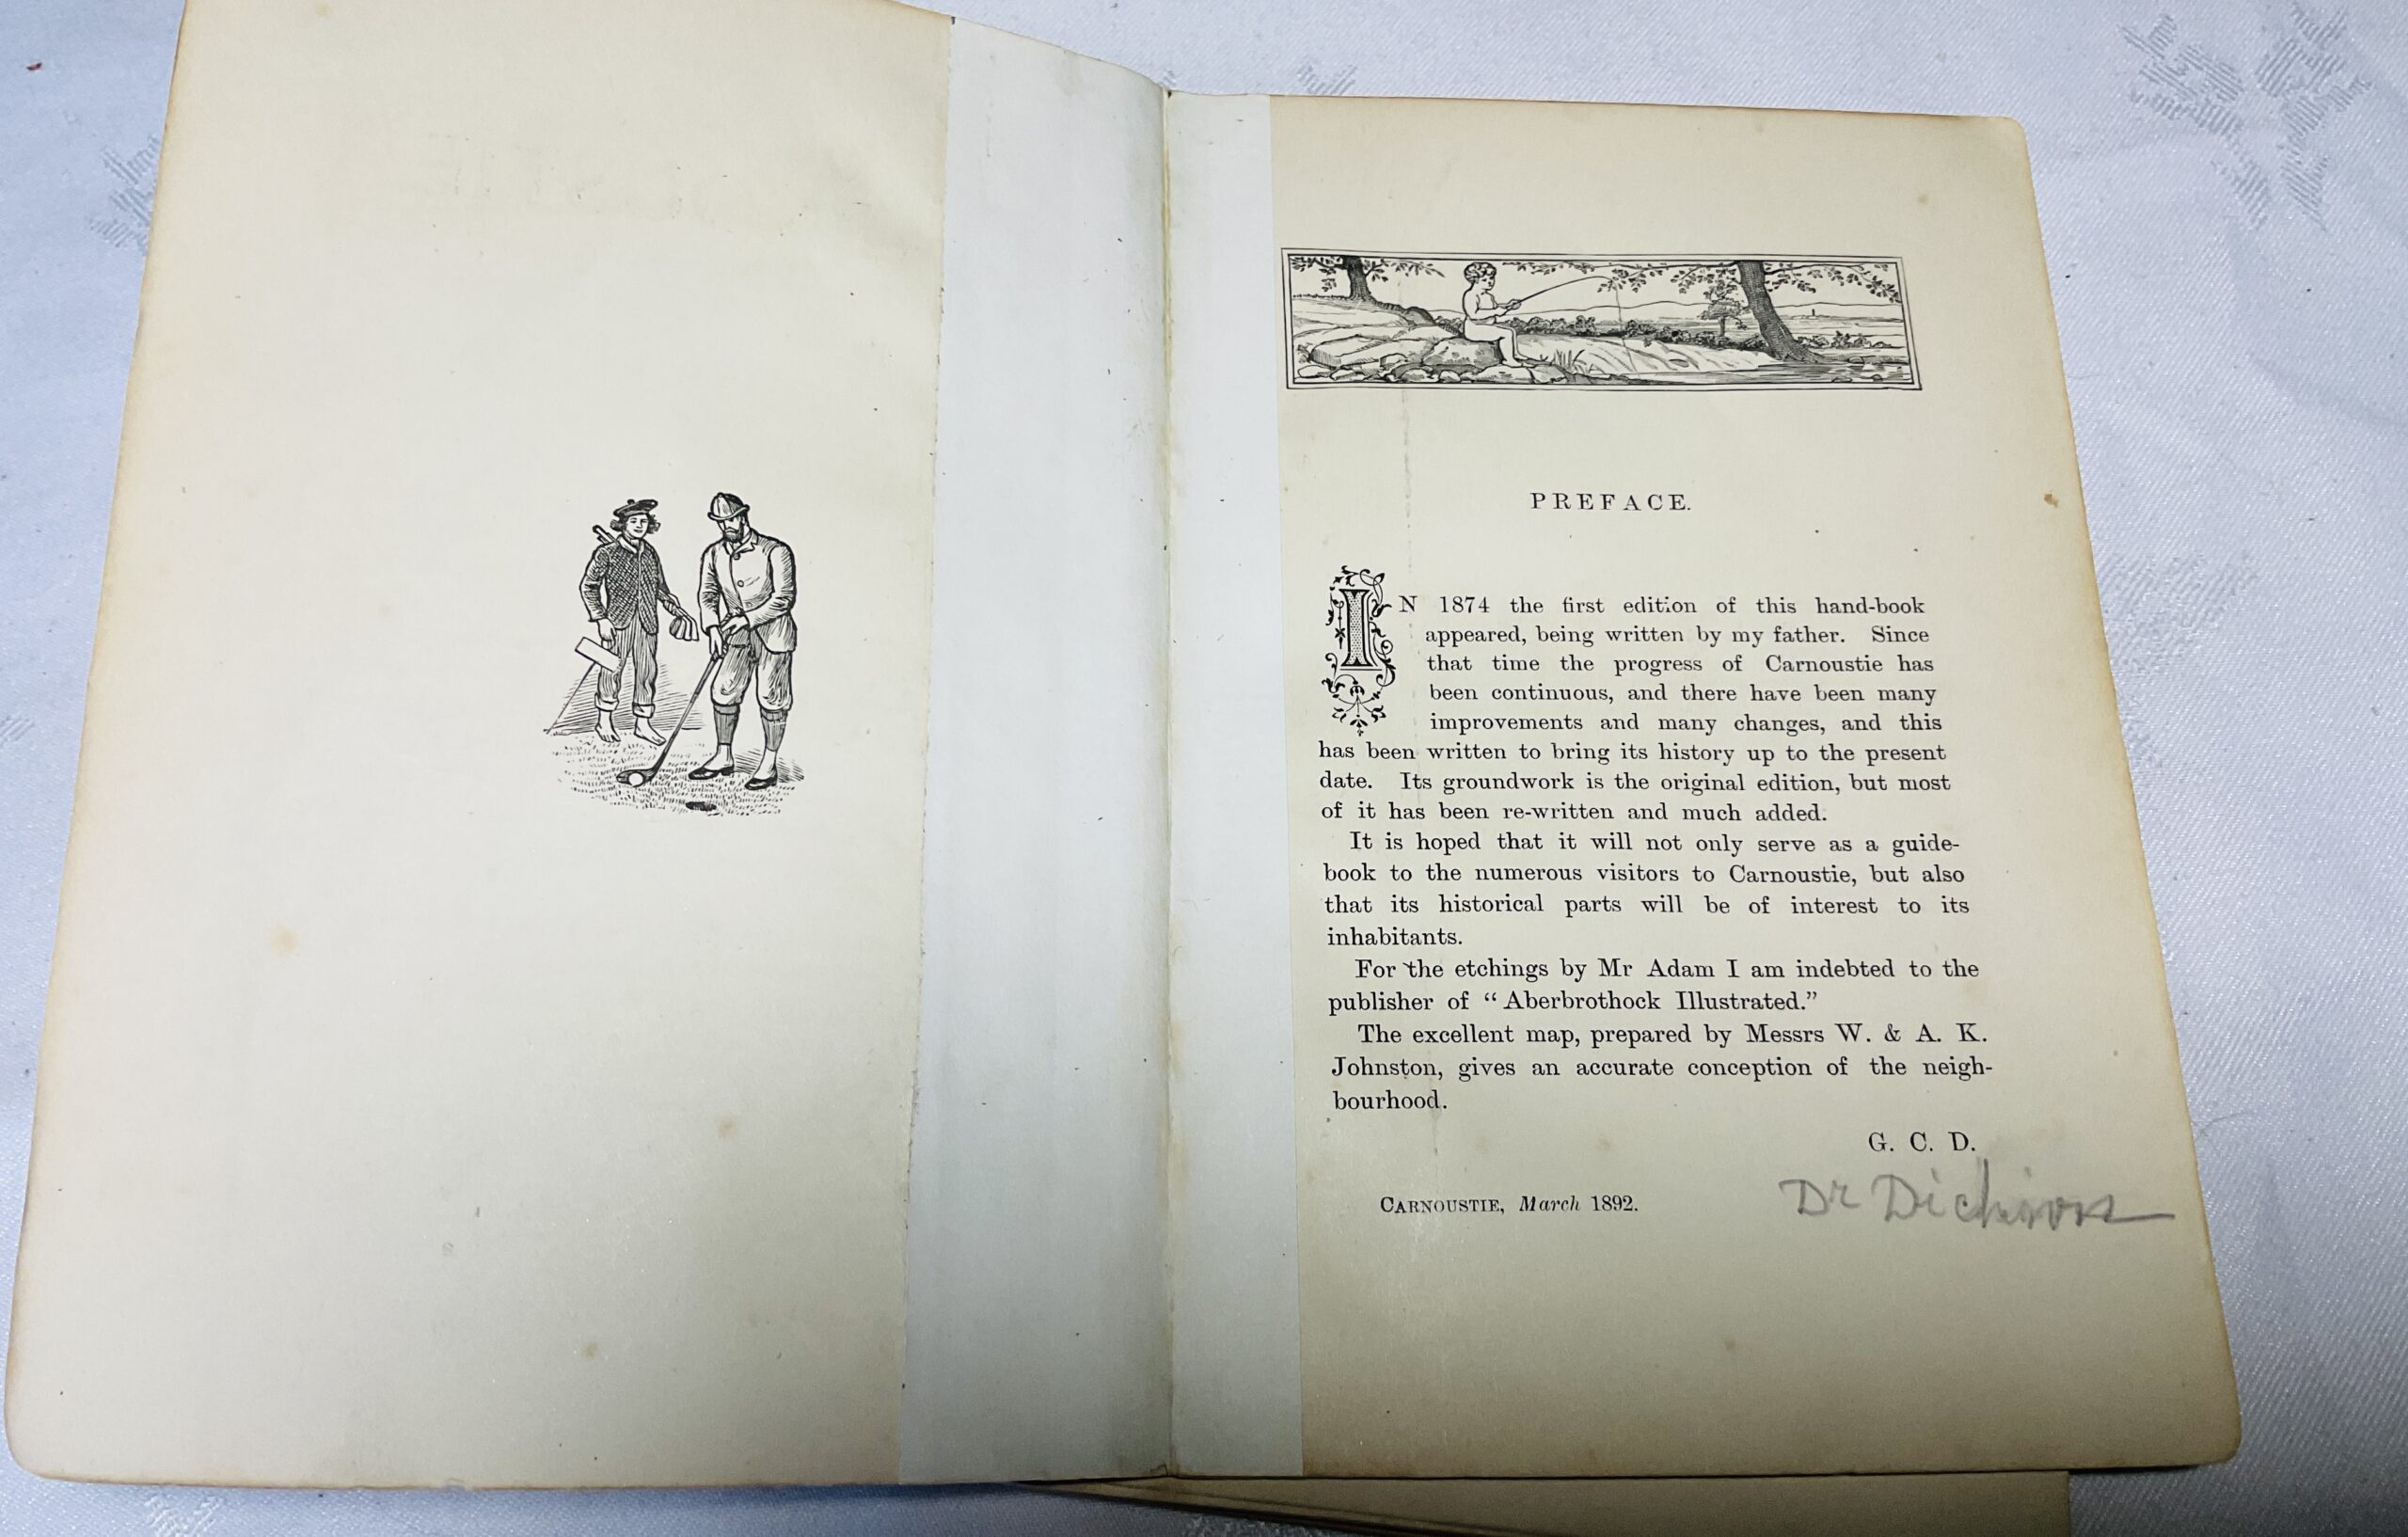 PREFACE.
IN 1874 the first edition of this hand-book
appeared, being written by my father. Since
that time the progress of Carnoustie has
been continuous, and there have been many
improvements and many changes, and this
has been written to bring its history up to the present
date. Its groundwork is the original edition, but most
of it has been re-written and much added.
It is hoped that it will not only serve as a guide-
book to the numerous visitors to Carnoustie, but also
that its historical parts will be of interest to its
inhabitants.
For the etchings by Mr Adam I am indebted to the
publisher of “Aberbrothock Illustrated.”
The excellent map, prepared by Messrs W. & A. K.
Johnston, gives an accurate conception of the neigh-
bourhood.
G. C. D.
CARNOUSTIE, March 1892.
Dr